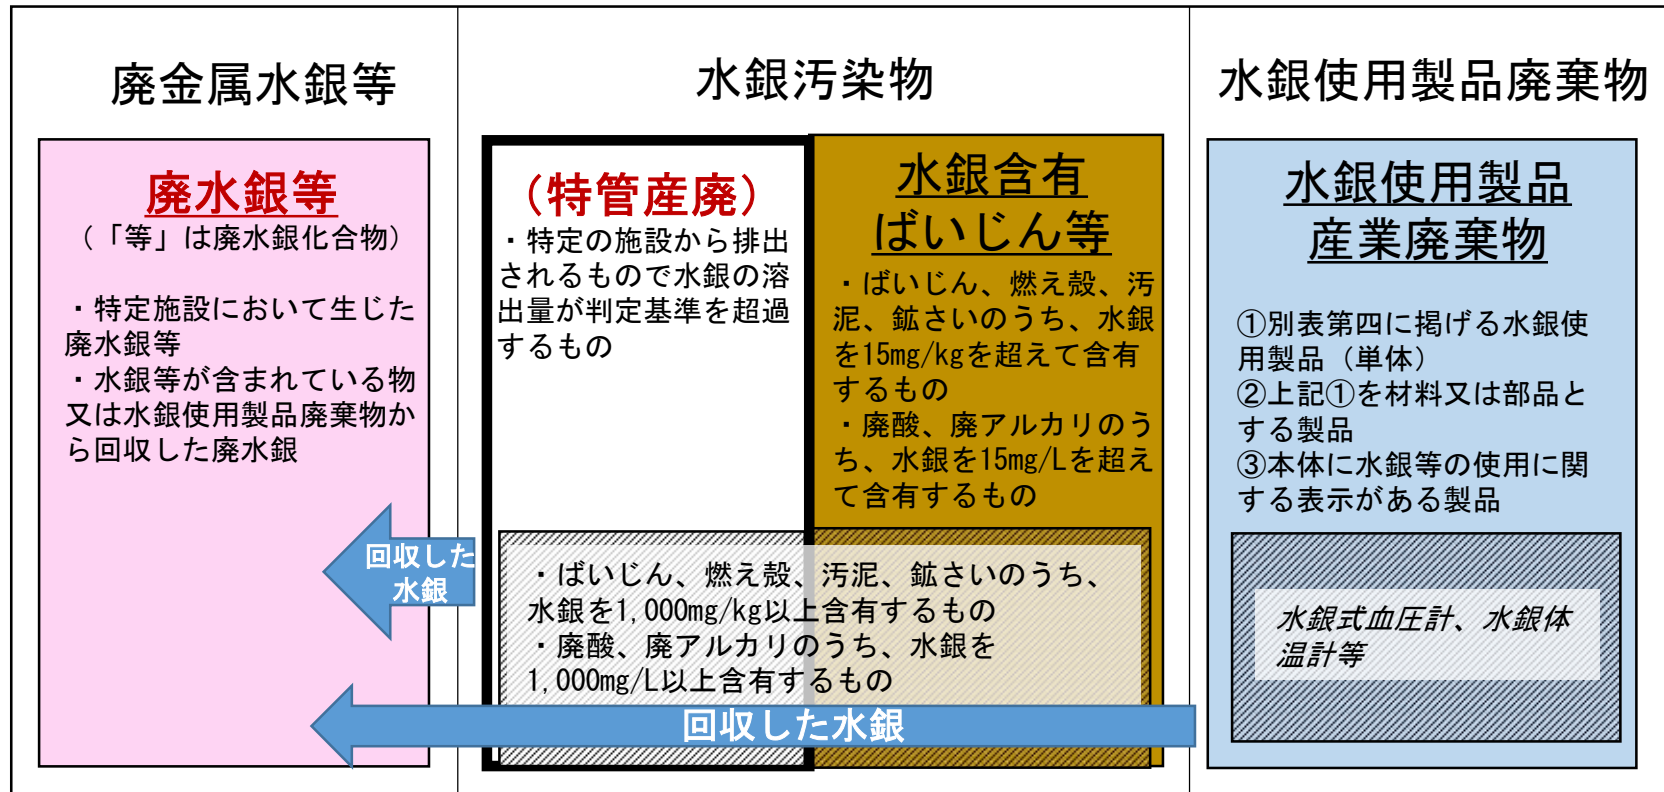 廃金属水銀等
廃水銀等
（「等」は廃水銀化合物）
・特定施設において生じた
廃水銀等
・水銀等が含まれている物
又は水銀使用製品廃棄物か
ら回収した廃水銀
回収した
水銀
水銀汚染物
（特管産廃）
・特定の施設から排出
されるもので水銀の溶
出量が判定基準を超過
するもの
水銀含有
ばいじん等
・ばいじん、燃え殻、汚
泥、鉱さいのうち、水銀
を15mg/kgを超えて含有
するもの
・廃酸、廃アルカリのう
ち、水銀を15mg/Lを超え
て含有するもの
・ばいじん、燃え殻、汚泥、鉱さいのうち、
水銀を1,000mg/kg以上含有するもの
・廃酸、廃アルカリのうち、水銀を
1,000mg/L以上含有するもの
回収した水銀
水銀使用製品廃棄物
水銀使用製品
産業廃棄物
①別表第四に掲げる水銀使
用製品（単体）
②上記①を材料又は部品と
する製品
③本体に水銀等の使用に関
する表示がある製品
水銀式血圧計、水銀体
温計等